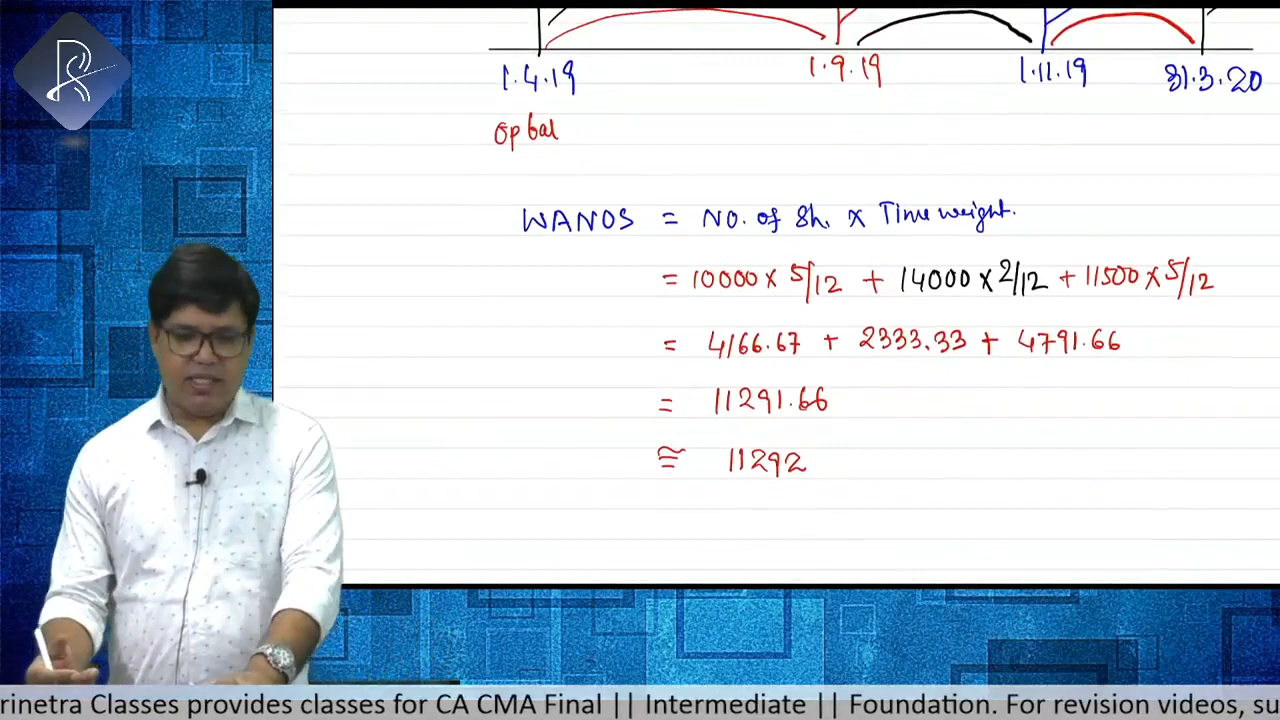 1.4.19 1.9.19 1.11.19 31.3.20
op bal
WANOS = NO. of Sh. x Time weight.
= 10000 x 5/12 + 14000 x 2/12 + 11500 x 5/12
= 4166.67 + 2333.33 + 4791.66
= 11291.66
≅ 11292
rinetra Classes provides classes for CA CMA Final || Intermediate || Foundation. For revision videos, su